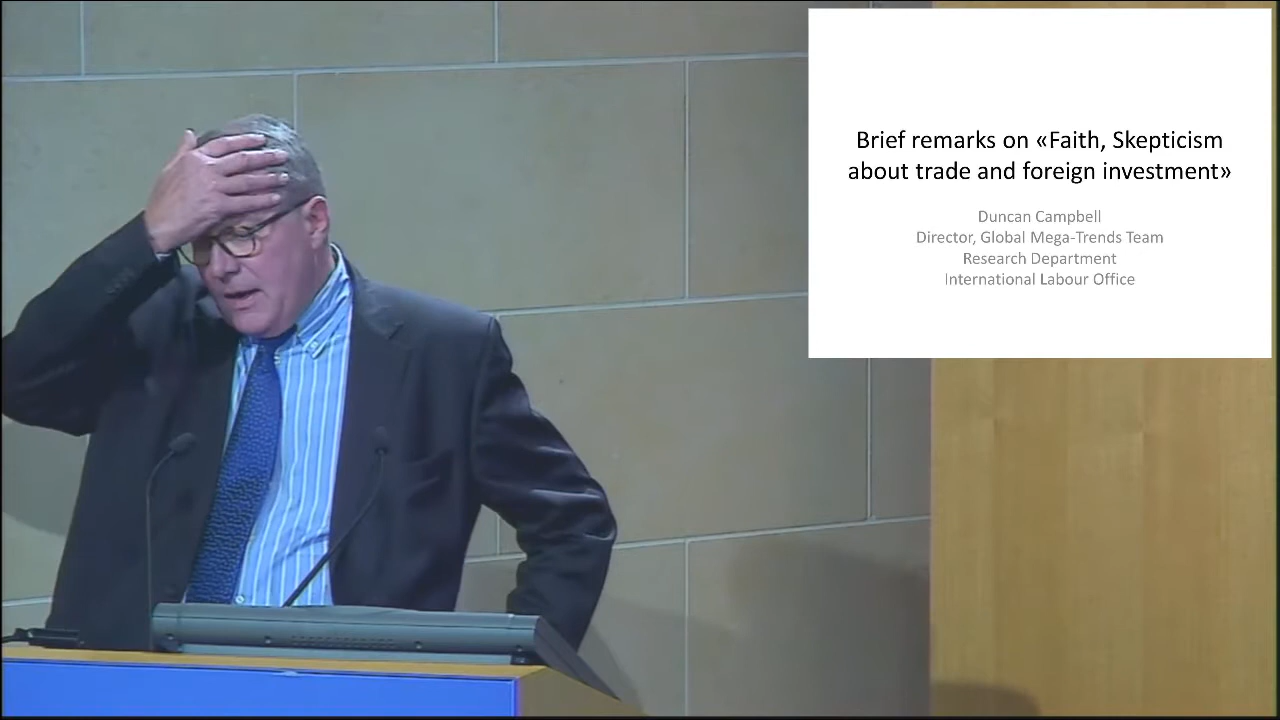 Brief remarks on «Faith, Skepticism
about trade and foreign investment»
Duncan Campbell
Director, Global Mega-Trends Team
Research Department
International Labour Office